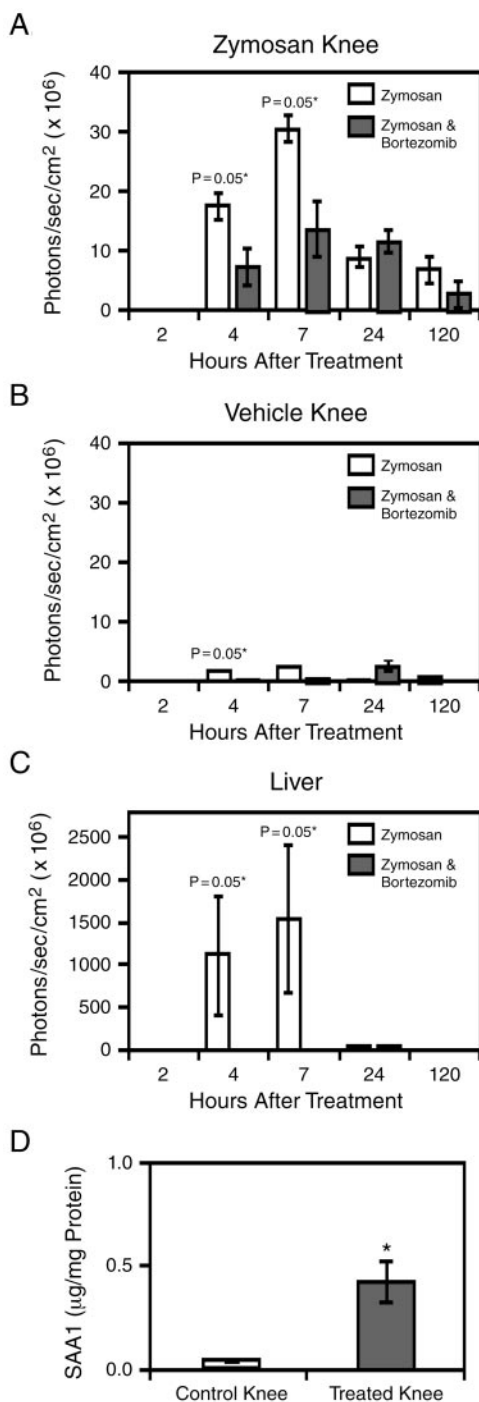 A
Zymosan Knee
Photons/sec/cm² (x 10⁶)
40
30
20
10
0
P=0.05*
P=0.05*
Zymosan
Zymosan &
Bortezomib
2 4 7 24 120
Hours After Treatment
B
Vehicle Knee
Photons/sec/cm² (x 10⁶)
40
30
20
10
0
P=0.05*
Zymosan
Zymosan &
Bortezomib
2 4 7 24 120
Hours After Treatment
C
Liver
Photons/sec/cm² (x 10⁶)
2500
2000
1500
1000
500
0
P=0.05*
P=0.05*
Zymosan
Zymosan &
Bortezomib
2 4 7 24 120
Hours After Treatment
D
SAA1 (μg/mg Protein)
1.0
0.5
0.0
*
Control Knee Treated Knee